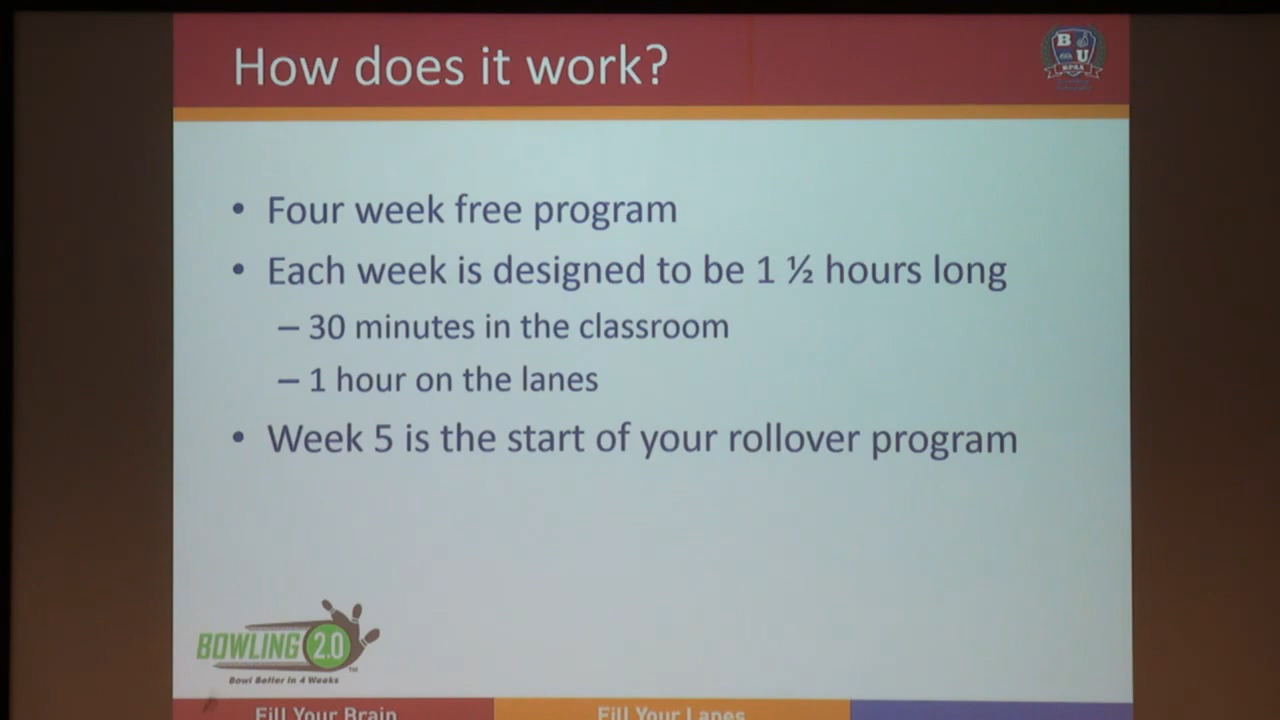 How does it work?
B
U
BPAA
• Four week free program
• Each week is designed to be 1 ½ hours long
– 30 minutes in the classroom
– 1 hour on the lanes
• Week 5 is the start of your rollover program
BOWLING 2.0 ™
Bowl Better In 4 Weeks
Fill Your Brain
Fill Your Lanes